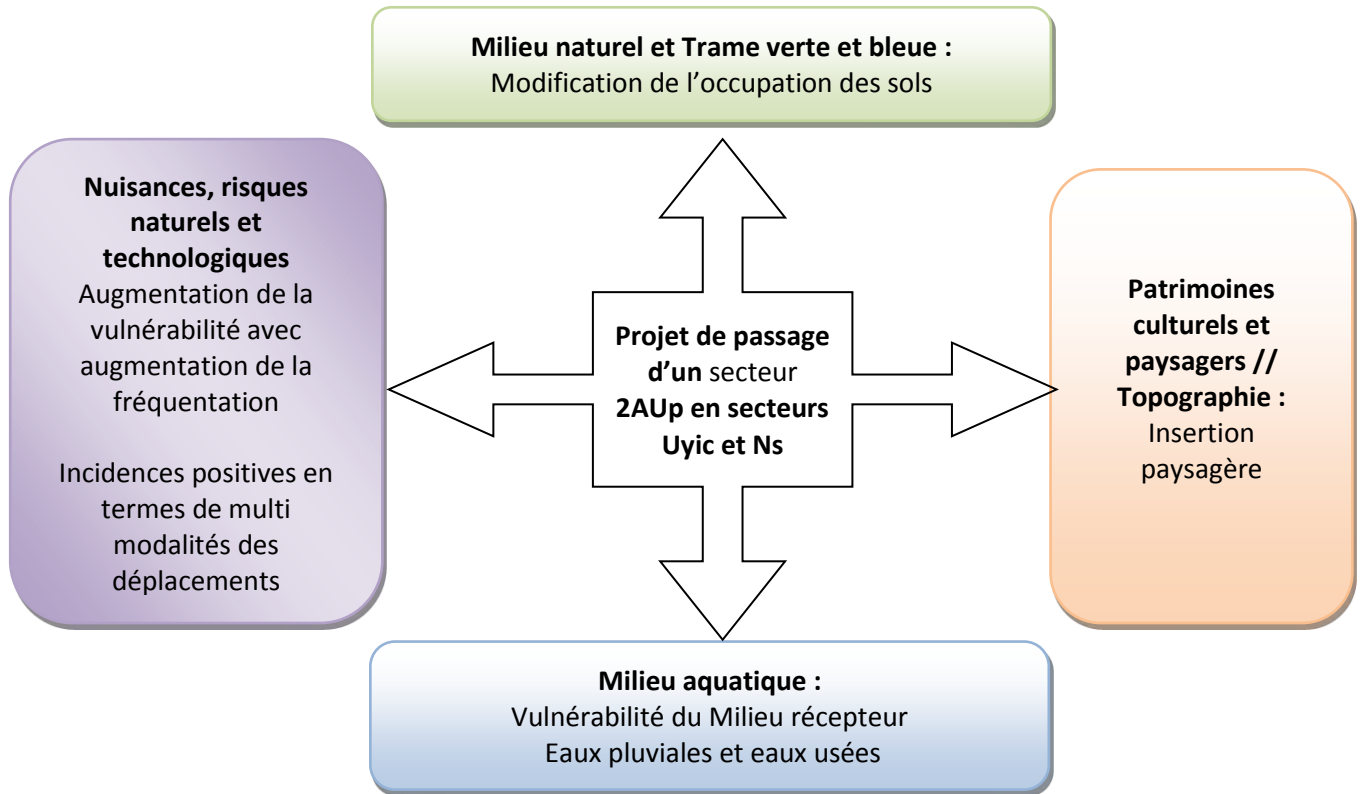 Milieu naturel et Trame verte et bleue :
Modification de l’occupation des sols
Nuisances, risques
naturels et
technologiques
Augmentation de la
vulnérabilité avec
augmentation de la
fréquentation
Incidences positives en
termes de multi
modalités des
déplacements
Projet de passage
d’un secteur
2AUp en secteurs
Uyic et Ns
Patrimoines
culturels et
paysagers //
Topographie :
Insertion
paysagère
Milieu aquatique :
Vulnérabilité du Milieu récepteur
Eaux pluviales et eaux usées